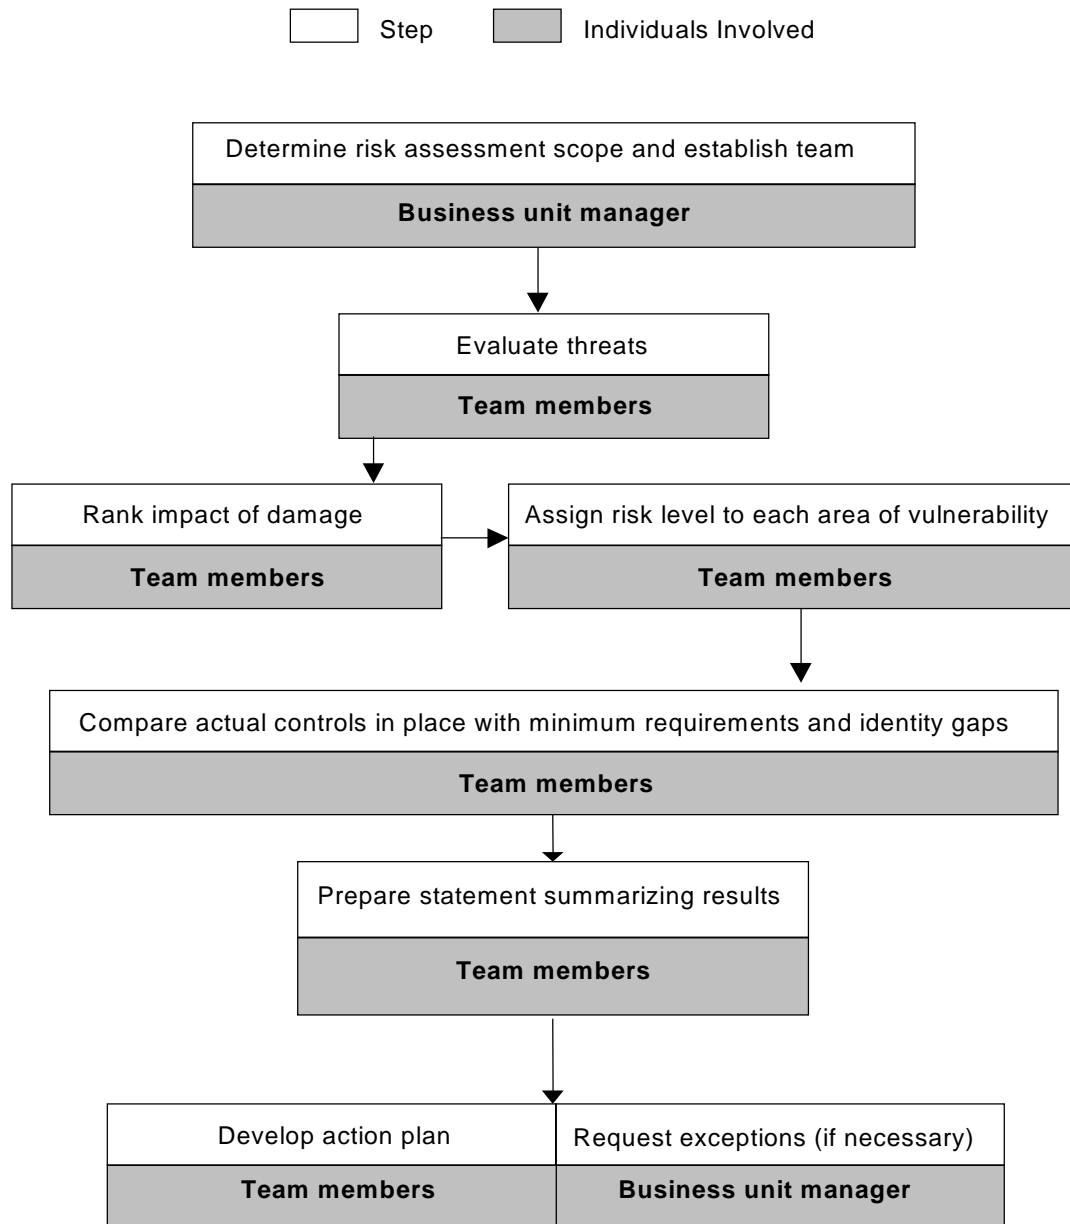 Step
Individuals Involved
Determine risk assessment scope and establish team
Business unit manager
Evaluate threats
Team members
Rank impact of damage
Team members
Assign risk level to each area of vulnerability
Team members
Compare actual controls in place with minimum requirements and identity gaps
Team members
Prepare statement summarizing results
Team members
Develop action plan
Team members
Request exceptions (if necessary)
Business unit manager